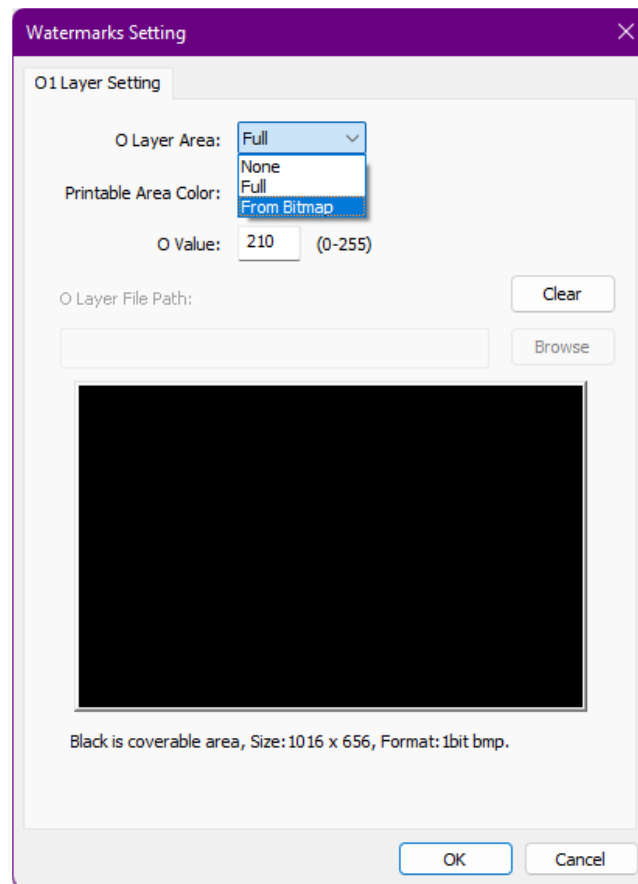 Watermarks Setting
O1 Layer Setting
O Layer Area: Full
None
Full
From Bitmap
Printable Area Color:
O Value: 210 (0-255)
O Layer File Path:
Clear
Browse
Black is coverable area, Size:1016 x 656, Format:1bit bmp.
OK Cancel